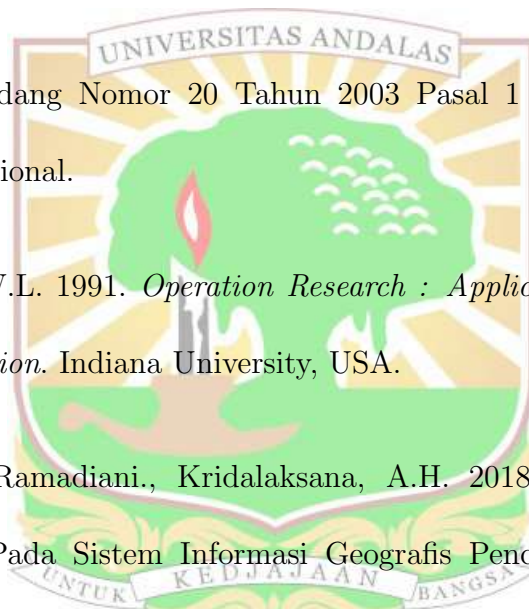 UNIVERSITAS ANDALAS
dang Nomor 20 Tahun 2003 Pasal 1
ional.
.L. 1991. Operation Research : Applic
ion. Indiana University, USA.
Ramadiani., Kridalaksana, A.H. 2018
Pada Sistem Informasi Geografis Penc
UNTUK KEDJAJAAN BANGSA